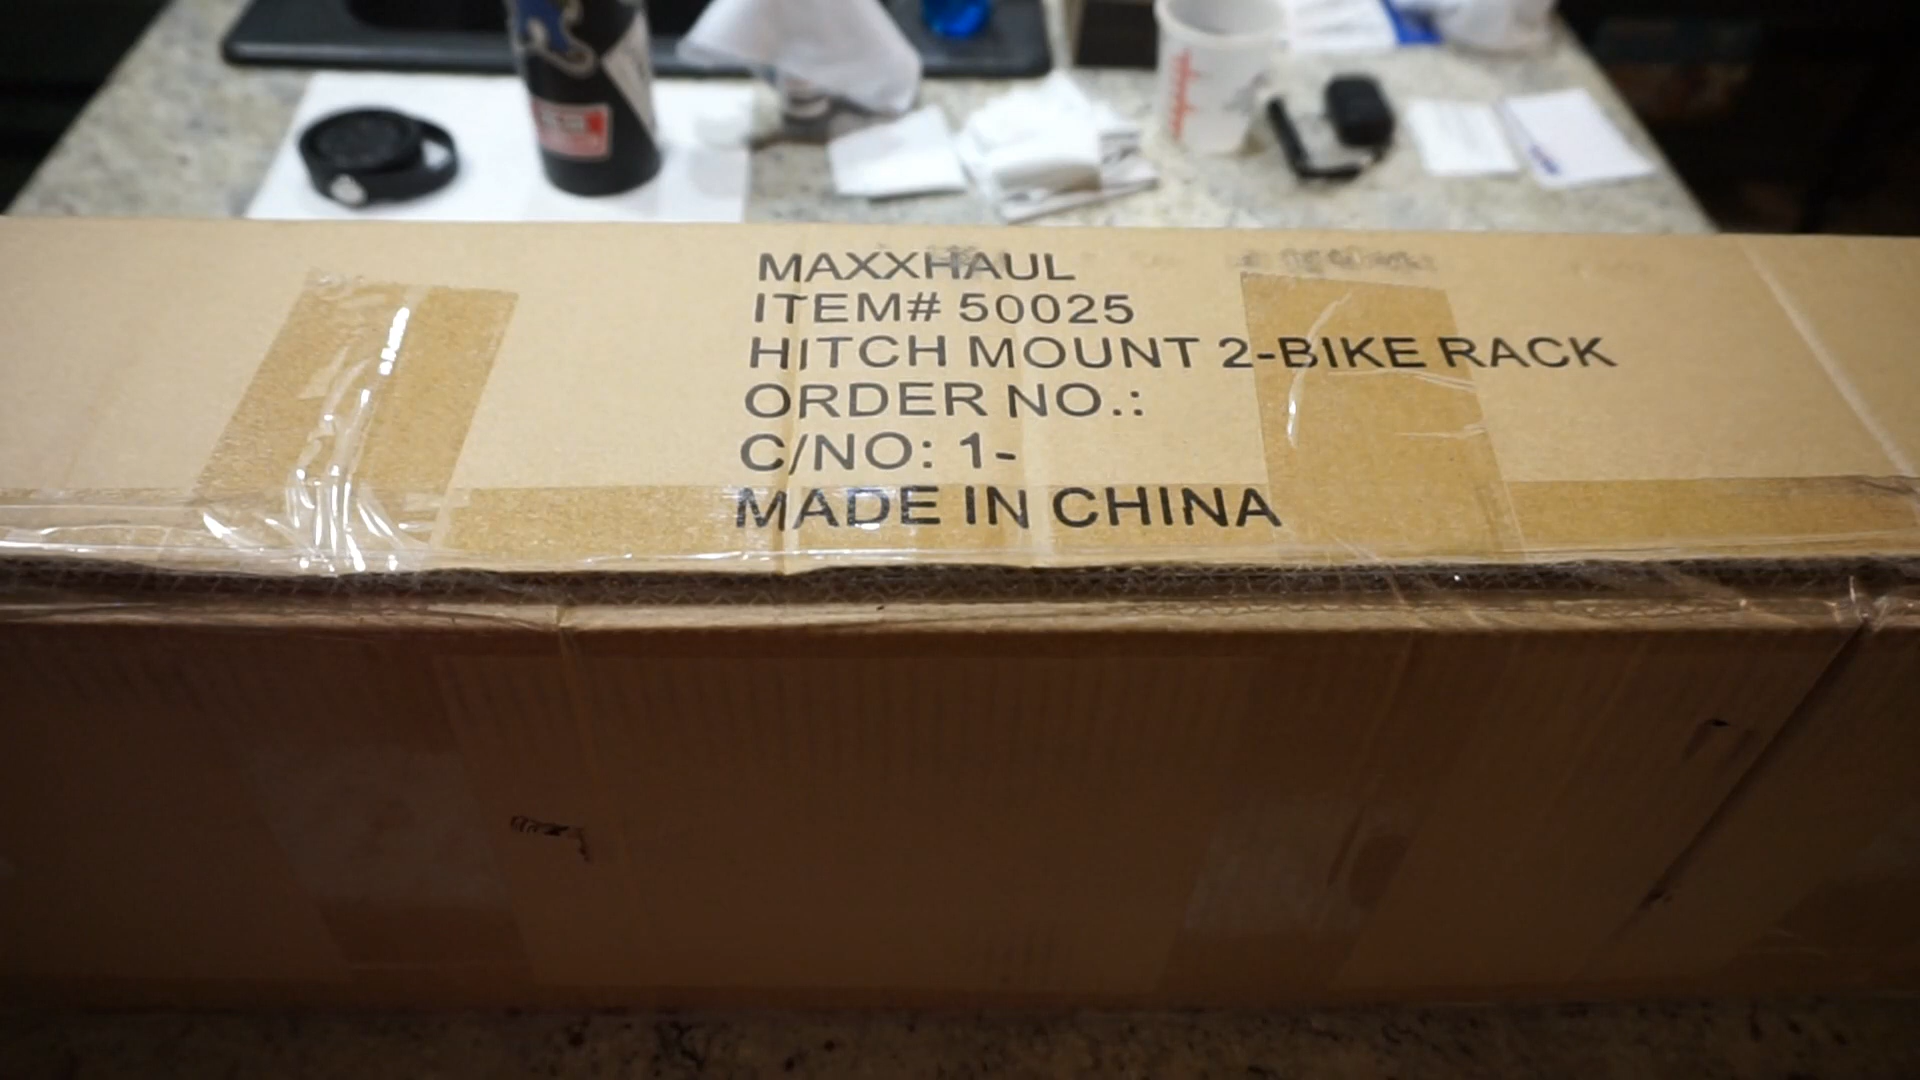 MAXXHAUL
ITEM# 50025
HITCH MOUNT 2-BIKE RACK
ORDER NO.:
C/NO: 1-
MADE IN CHINA